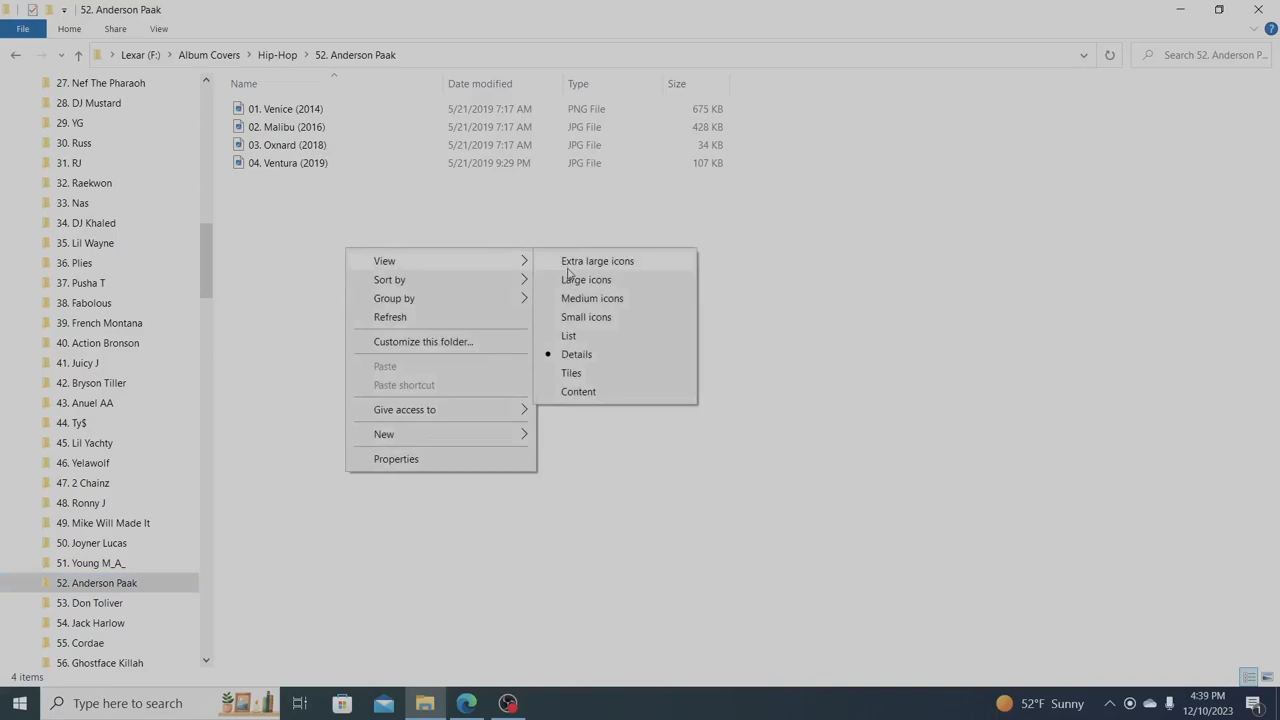 52. Anderson Paak
File Home Share View
Lexar (F:) Album Covers Hip-Hop 52. Anderson Paak
Search 52. Anderson P...
27. Nef The Pharaoh
28. DJ Mustard
29. YG
30. Russ
31. RJ
32. Raekwon
33. Nas
34. DJ Khaled
35. Lil Wayne
36. Plies
37. Pusha T
38. Fabolous
39. French Montana
40. Action Bronson
41. Juicy J
42. Bryson Tiller
43. Anuel AA
44. Ty$
45. Lil Yachty
46. Yelawolf
47. 2 Chainz
48. Ronny J
49. Mike Will Made It
50. Joyner Lucas
51. Young M_A_
52. Anderson Paak
53. Don Toliver
54. Jack Harlow
55. Cordae
56. Ghostface Killah
Name Date modified Type Size
01. Venice (2014) 5/21/2019 7:17 AM PNG File 675 KB
02. Malibu (2016) 5/21/2019 7:17 AM JPG File 428 KB
03. Oxnard (2018) 5/21/2019 7:17 AM JPG File 34 KB
04. Ventura (2019) 5/21/2019 9:29 PM JPG File 107 KB
View
Sort by
Group by
Refresh
Customize this folder...
Paste
Paste shortcut
Give access to
New
Properties
Extra large icons
Large icons
Medium icons
Small icons
List
Details
Tiles
Content
4 items
Type here to search
52°F Sunny
4:39 PM
12/10/2023
1